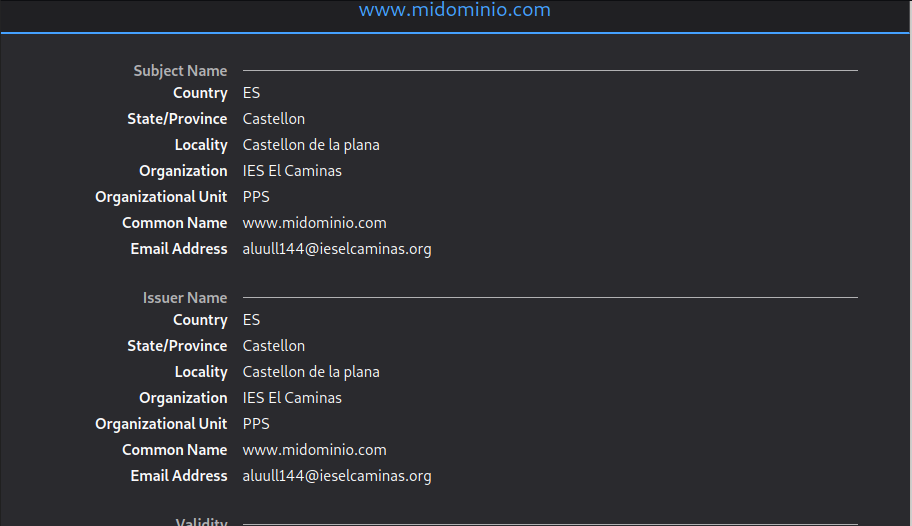 www.midominio.com
Subject Name
Country ES
State/Province Castellon
Locality Castellon de la plana
Organization IES El Caminas
Organizational Unit PPS
Common Name www.midominio.com
Email Address aluull144@ieselcaminas.org
Issuer Name
Country ES
State/Province Castellon
Locality Castellon de la plana
Organization IES El Caminas
Organizational Unit PPS
Common Name www.midominio.com
Email Address aluull144@ieselcaminas.org
Validity